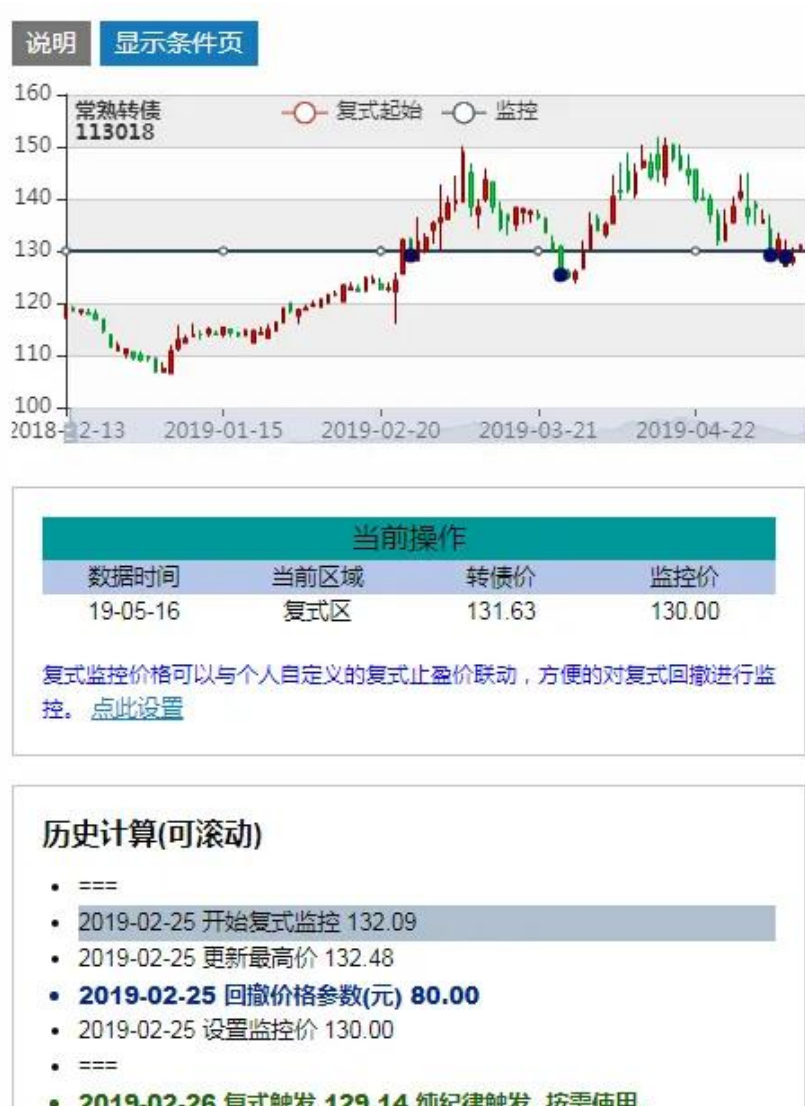 说明 显示条件页
常熟转债
113018
复式起始 监控
160
150
140
130
120
110
100
2018-12-13 2019-01-15 2019-02-20 2019-03-21 2019-04-22
当前操作
数据时间 当前区域 转债价 监控价
19-05-16 复式区 131.63 130.00
复式监控价格可以与个人自定义的复式止盈价联动，方便的对复式回撤进行监
控。 点此设置
历史计算(可滚动)
===
2019-02-25 开始复式监控 132.09
2019-02-25 更新最高价 132.48
2019-02-25 回撤价格参数(元) 80.00
2019-02-25 设置监控价 130.00
===
2019-02-26 复式触发 129.14 纯纪律触发 按需使用